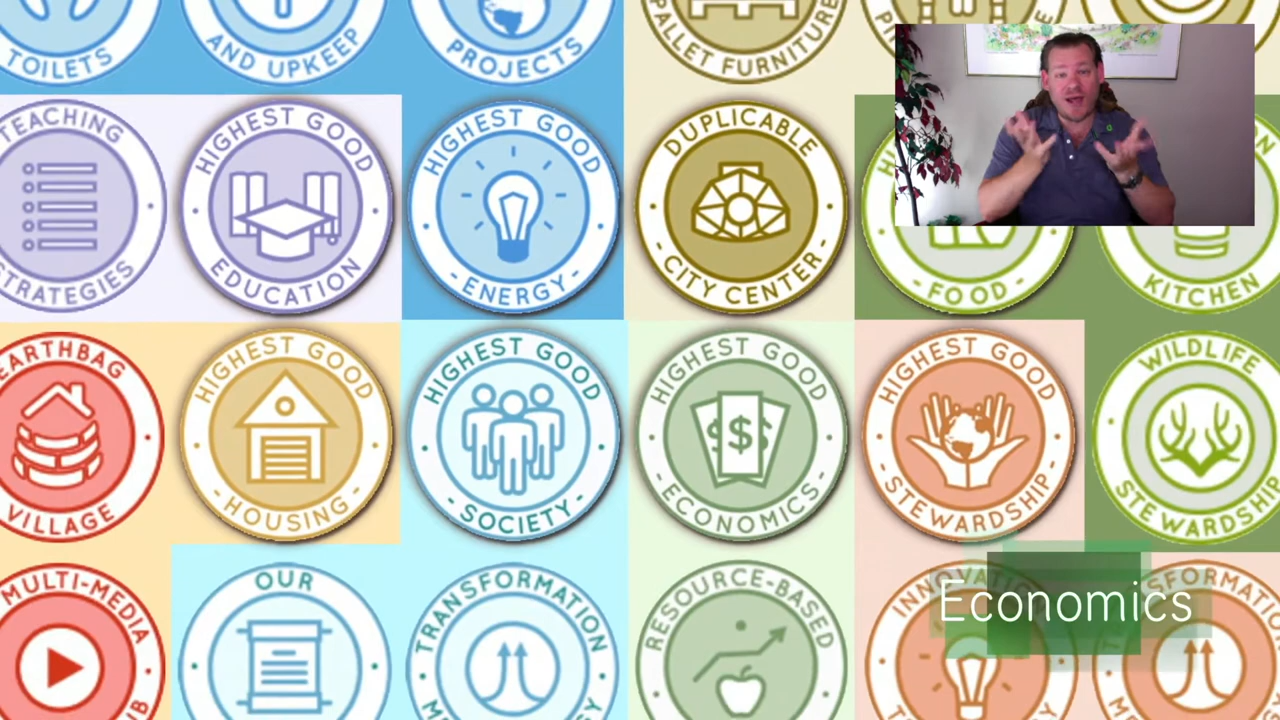 TOILETS
AND UPKEEP
PROJECTS
PALLET FURNITURE
TEACHING
STRATEGIES
HIGHEST GOOD
EDUCATION
HIGHEST GOOD
- ENERGY -
DUPLICABLE
- CITY CENTER -
- FOOD -
KITCHEN
EARTHBAG
VILLAGE
HIGHEST GOOD
- HOUSING -
HIGHEST GOOD
- SOCIETY -
HIGHEST GOOD
$ $ $
- ECONOMICS -
HIGHEST GOOD
- STEWARDSHIP -
WILDLIFE
STEWARDSHIP
MULTI-MEDIA
OUR
TRANSFORMATION
RESOURCE-BASED
Economics